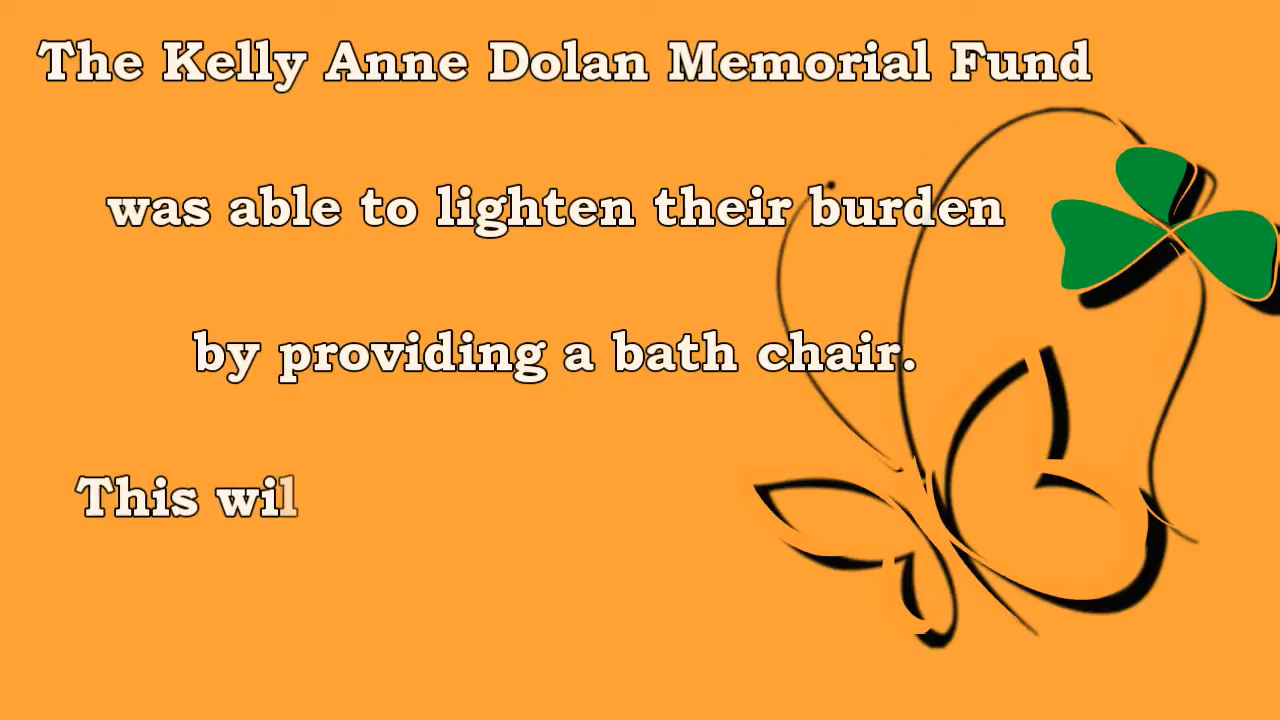 The Kelly Anne Dolan Memorial Fund
was able to lighten their burden
by providing a bath chair.
This wil